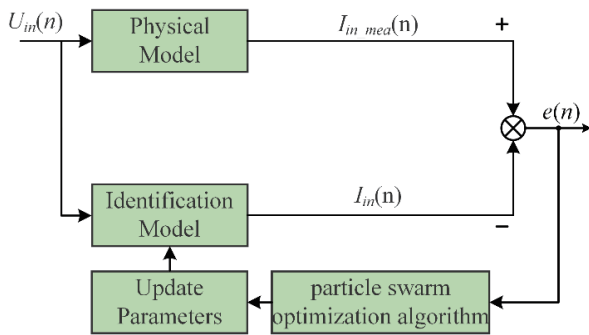 U_in(n)
Physical
Model
I_in mea(n)
+
e(n)
Identification
Model
I_in(n)
−
Update
Parameters
particle swarm
optimization algorithm